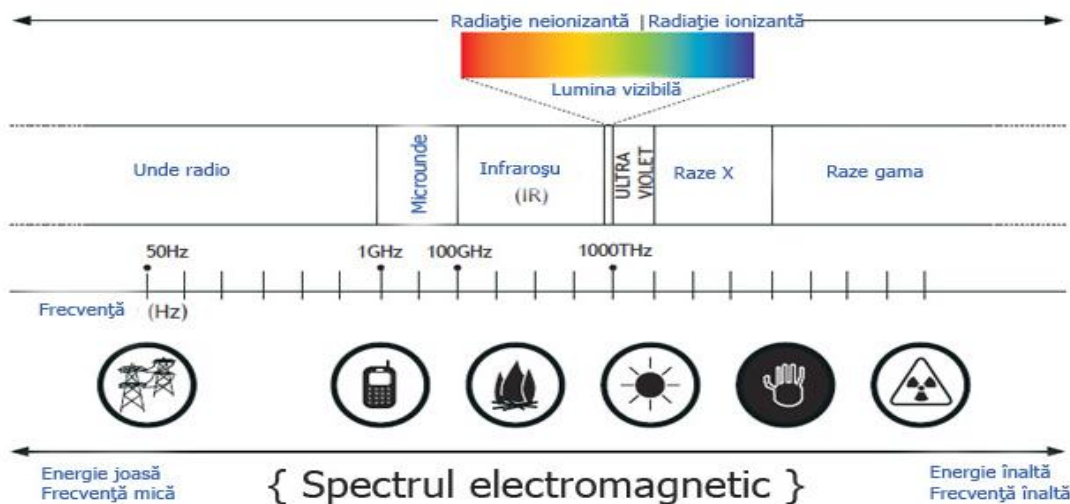 Radiaţie neionizantă | Radiaţie ionizantă
Lumina vizibilă
Unde radio
Microunde
Infraroşu
(IR)
ULTRA
VIOLET
Raze X
Raze gama
50Hz
1GHz
100GHz
1000THz
Frecvenţă (Hz)
Energie joasă
Frecvenţă mică
{ Spectrul electromagnetic }
Energie înaltă
Frecvenţă înaltă